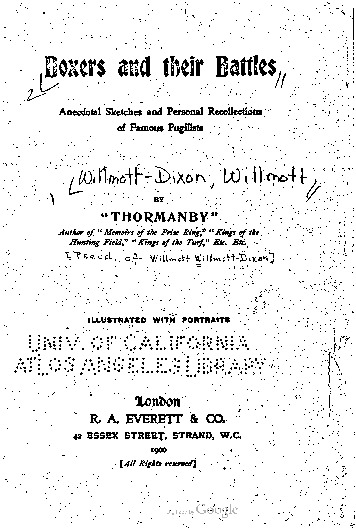 Boxers and their Battles
Anecdotal Sketches and Personal Recollections
of Famous Pugilists
Willmott-Dixon, Willmott
BY
"THORMANBY"
Author of "Memoirs of the Prize Ring," "Kings of the
Hunting Field," "Kings of the Turf," Etc. Etc.
[Pseud. of Willmott Willmott-Dixon]
ILLUSTRATED WITH PORTRAITS
UNIV. OF CALIFORNIA
AT LOS ANGELES LIBRARY
London
R. A. EVERETT & CO.
42 ESSEX STREET, STRAND, W.C.
1900
[All Rights reserved]
Google